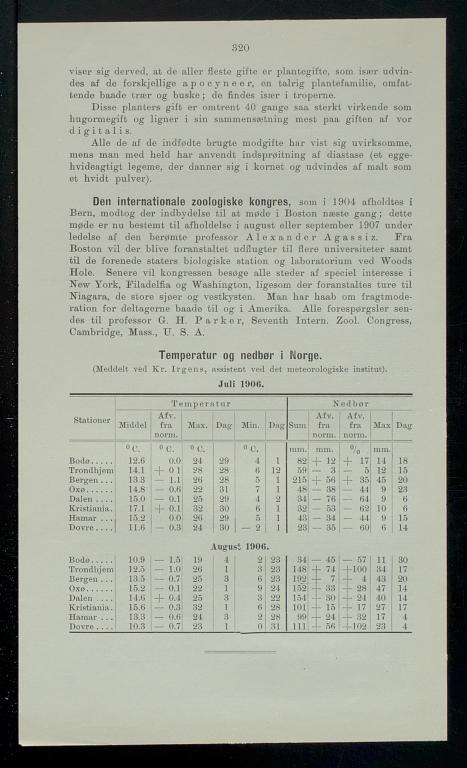 320
viser sig derved, at de aller fleste gifte er plantegifte, som især udvin-
des af de forskjellige apocyneer, en talrig plantefamilie, omfat-
tende baade trær og buske; de findes især i troperne.
Disse planters gift er omtrent 40 gange saa sterkt virkende som
hugormegift og ligner i sin sammensætning mest paa giften af vor
digitalis.
Alle de af de indfødte brugte modgifte har vist sig uvirksomme,
mens man med held har anvendt indsprøitning af diastase (et egge-
hvideagtigt legeme, der danner sig i kornet og udvindes af malt som
et hvidt pulver).
Den internationale zoologiske kongres, som i 1904 afholdtes i
Bern, modtog der indbydelse til at møde i Boston næste gang; dette
møde er nu bestemt til afholdelse i august eller september 1907 under
ledelse af den berømte professor Alexander Agassiz. Fra
Boston vil der blive foranstaltet udflugter til flere universiteter samt
til de forenede staters biologiske station og laboratorium ved Woods
Hole. Senere vil kongressen besøge alle steder af speciel interesse i
New York, Filadelfia og Washington, ligesom der foranstaltes ture til
Niagara, de store sjøer og vestkysten. Man har haab om fragtmode-
ration for deltagerne baade til og i Amerika. Alle forespørgsler sen-
des til professor G. H. Parker, Seventh Intern. Zool. Congress,
Cambridge, Mass., U. S. A.
Temperatur og nedbør i Norge.
(Meddelt ved Kr. Irgens, assistent ved det meteorologiske institut).
Juli 1906.
Stationer Temperatur Nedbør
Middel Afv. fra norm. Max. Dag Min. Dag Sum Afv. fra norm. Afv. fra norm. Max Dag
° C. ° C. ° C. ° C. mm. mm. % mm.
Bodø..... 12.6 0.0 24 29 4 1 82 + 12 + 17 14 18
Trondhjem 14.1 + 0.1 28 28 6 12 59 — 3 — 5 12 15
Bergen ... 13.3 — 1.1 26 28 5 1 215 + 56 + 35 45 20
Oxø...... 14.8 — 0.6 22 31 7 1 48 — 38 — 44 9 23
Dalen .... 15.0 — 0.1 25 29 4 2 34 — 76 — 64 9 6
Kristiania. 17.1 + 0.1 32 30 6 1 32 — 53 — 62 10 6
Hamar ... 15.2 0.0 26 29 5 1 43 — 34 — 44 9 15
Dovre .... 11.6 — 0.3 24 30 — 2 1 23 — 35 — 60 6 14
August 1906.
Bodø..... 10.9 — 1.5 19 4 2 23 34 — 45 — 57 11 30
Trondhjem 12.5 — 1.0 26 1 3 23 148 + 74 +100 34 17
Bergen ... 13.5 — 0.7 25 3 6 23 192 + 7 + 4 43 20
Oxø...... 15.2 — 0.1 22 1 9 24 152 + 33 + 28 47 14
Dalen .... 14.6 + 0.4 25 3 3 22 154 + 30 + 24 40 14
Kristiania. 15.6 — 0.3 32 1 6 28 101 + 15 + 17 27 17
Hamar ... 13.3 — 0.6 24 3 2 28 99 + 24 + 32 17 4
Dovre .... 10.3 — 0.7 23 1 0 31 111 + 56 +102 23 4